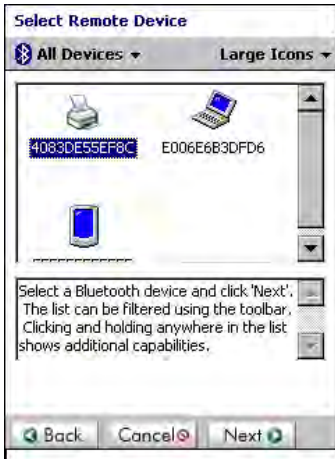 Select Remote Device
All Devices Large Icons
4083DE55EF8C E006E6B3DFD6
Select a Bluetooth device and click 'Next'.
The list can be filtered using the toolbar.
Clicking and holding anywhere in the list
shows additional capabilities.
Back Cancel Next